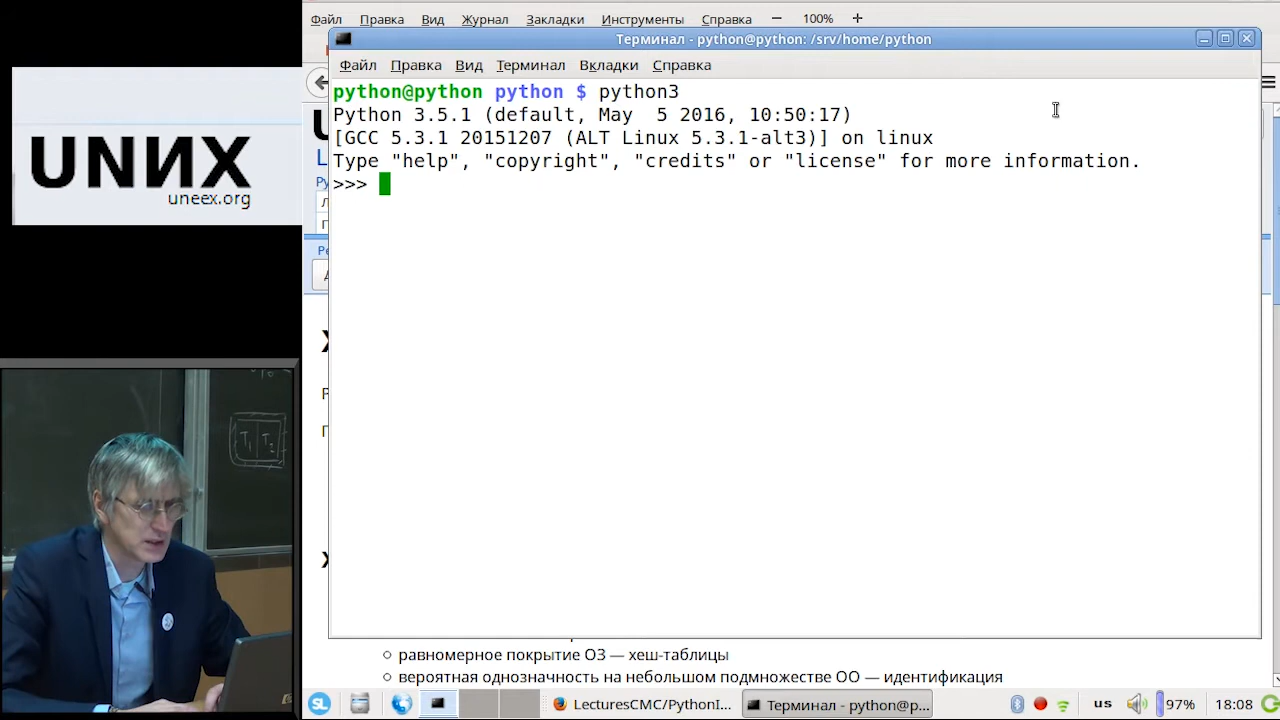 UNИX
uneex.org
T1 T2
Файл Правка Вид Журнал Закладки Инструменты Справка − 100% +
Терминал - python@python: /srv/home/python
Файл Правка Вид Терминал Вкладки Справка
python@python python $ python3
Python 3.5.1 (default, May  5 2016, 10:50:17)
[GCC 5.3.1 20151207 (ALT Linux 5.3.1-alt3)] on linux
Type "help", "copyright", "credits" or "license" for more information.
>>>
равномерное покрытие ОЗ — хеш-таблицы
вероятная однозначность на небольшом подмножестве ОО — идентификация
LecturesCMC/PythonI... Терминал - python@p... us 97% 18:08